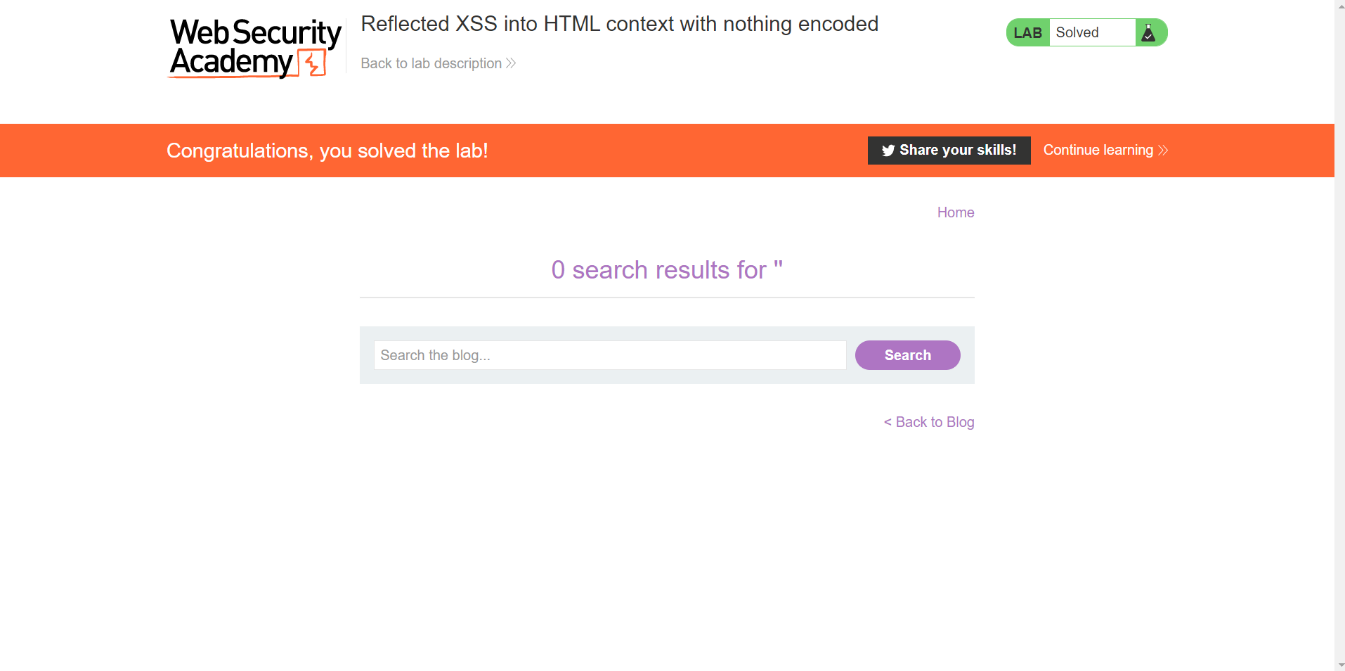 Web Security
Academy
Reflected XSS into HTML context with nothing encoded
Back to lab description
LAB Solved
Congratulations, you solved the lab!
Share your skills!
Continue learning
Home
0 search results for ''
Search the blog...
Search
< Back to Blog